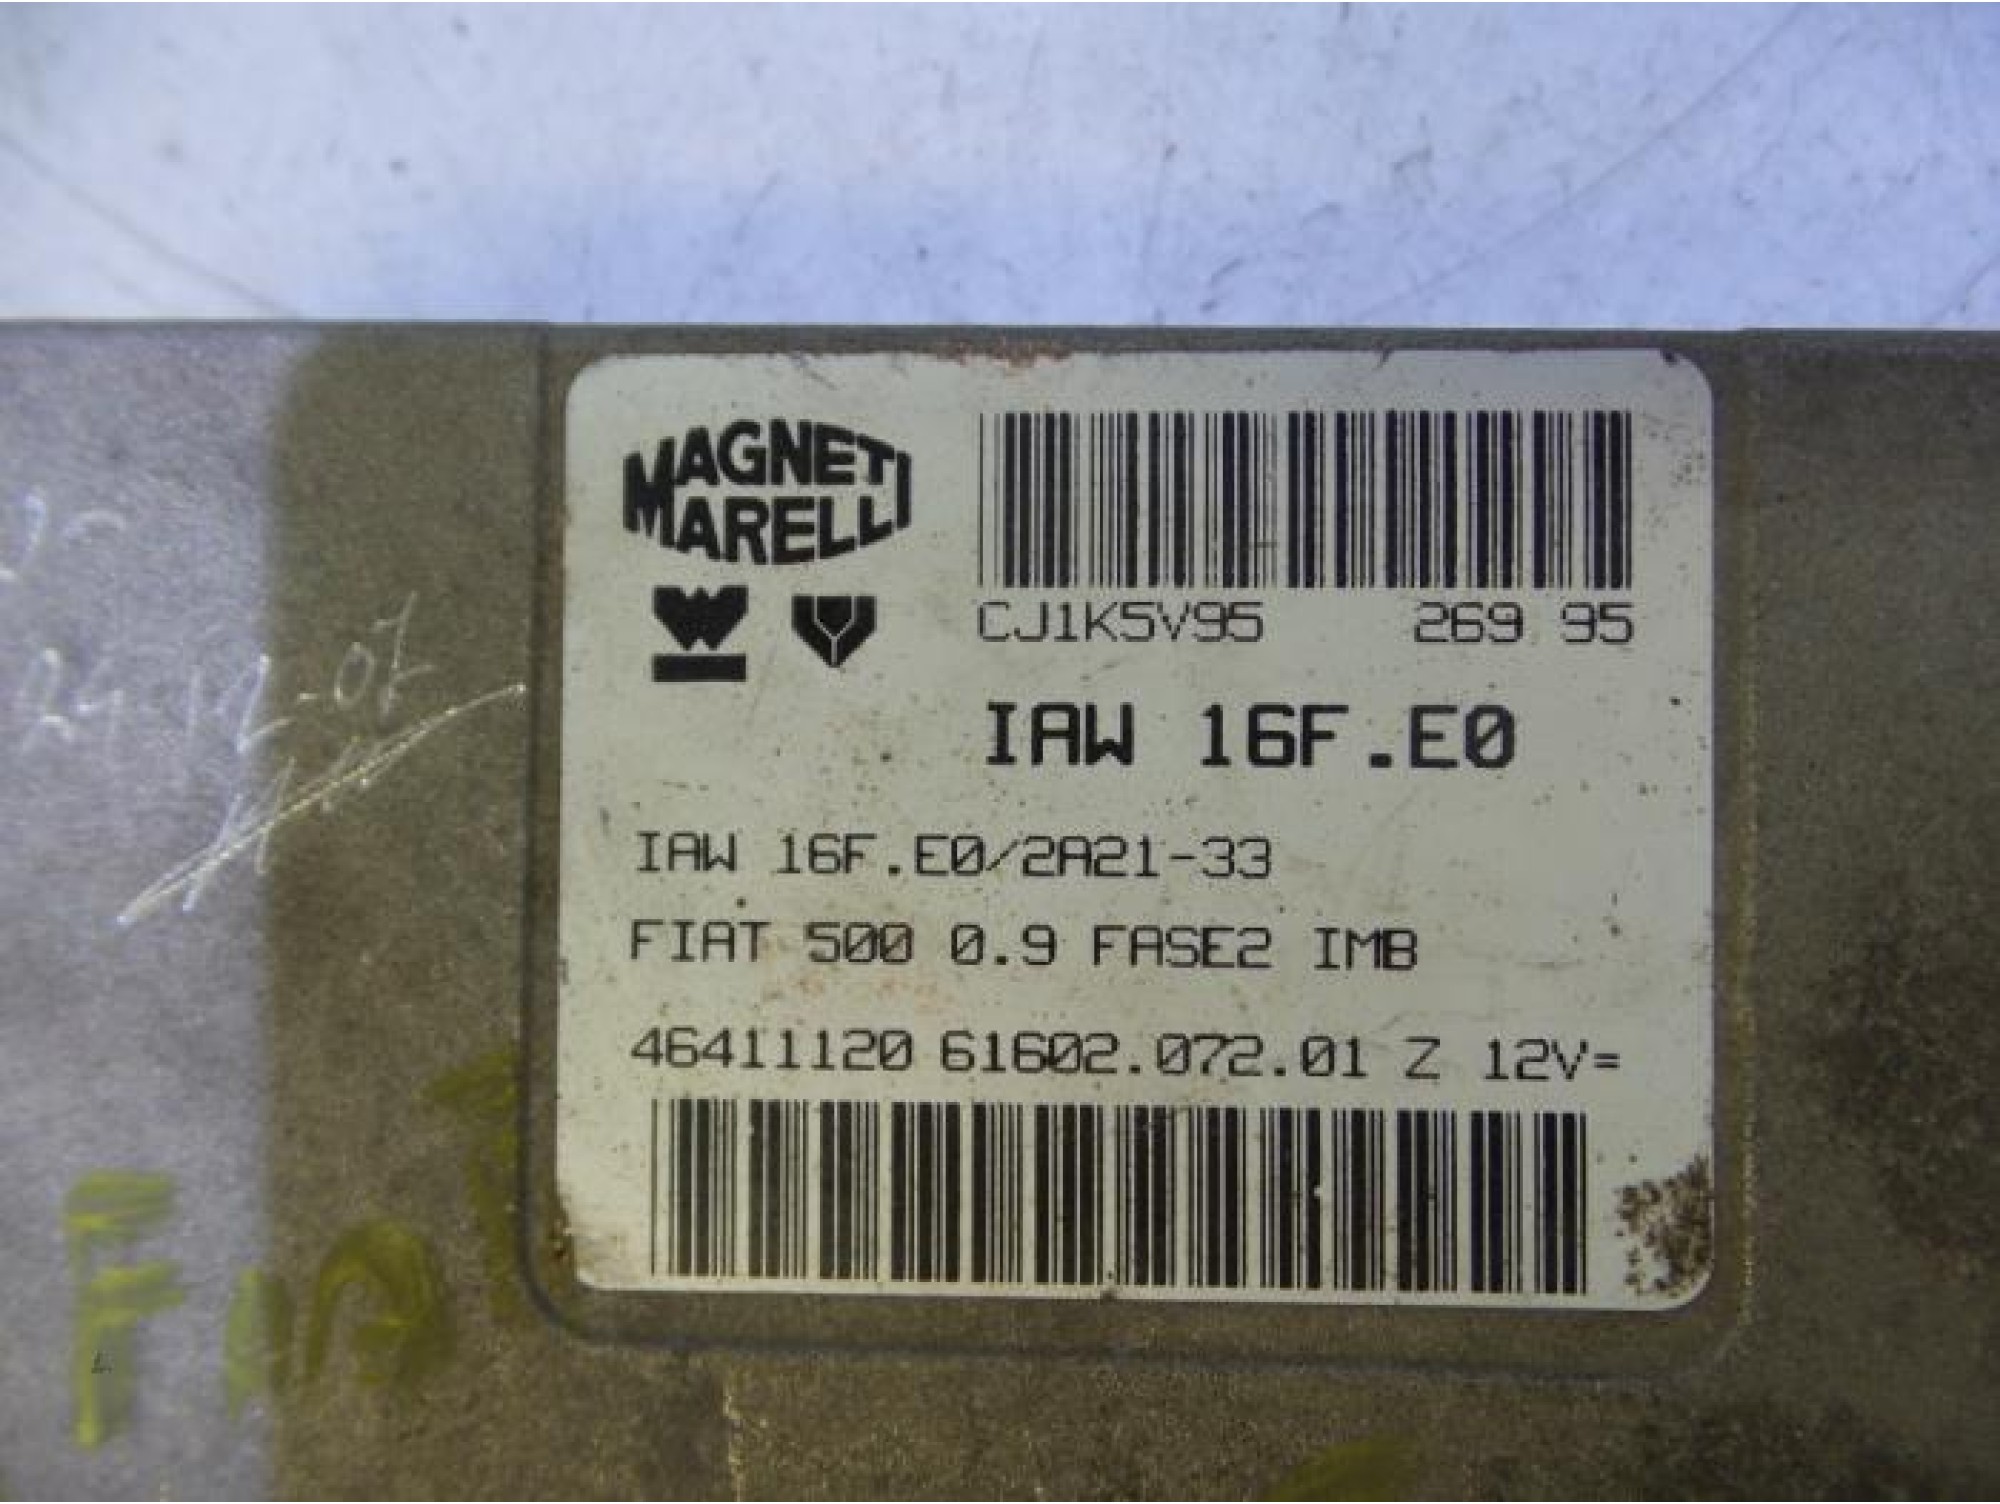 MAGNETI
MARELLI
CJ1K5V95 269 95
IAW 16F.E0
IAW 16F.E0/2A21-33
FIAT 500 0.9 FASE2 IMB
46411120 61602.072.01 Z 12V=
FIAT